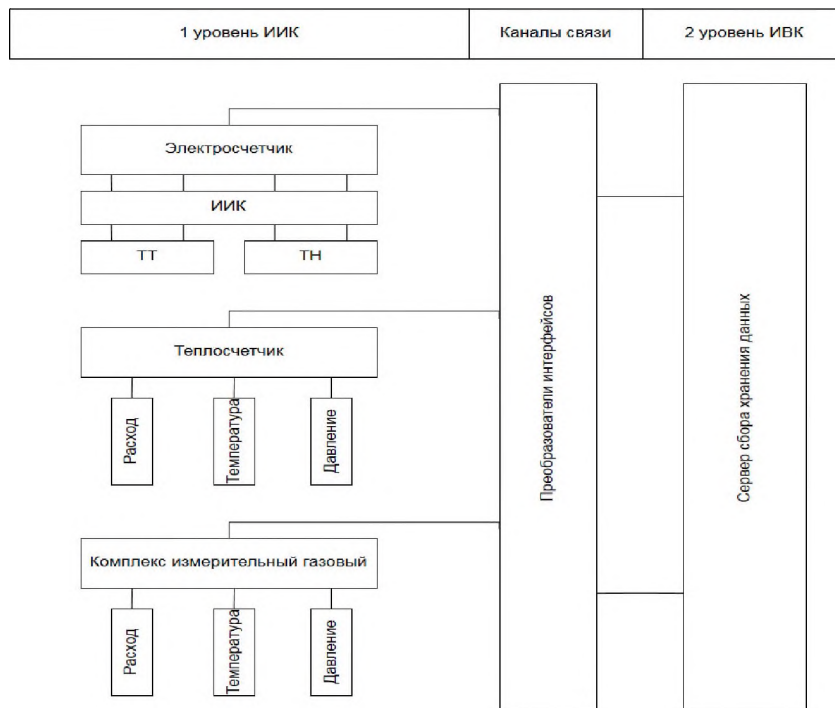 1 уровень ИИК
Каналы связи
2 уровень ИВК
Электросчетчик
ИИК
ТТ
ТН
Теплосчетчик
Расход
Температура
Давление
Комплекс измерительный газовый
Расход
Температура
Давление
Преобразователи интерфейсов
Сервер сбора хранения данных